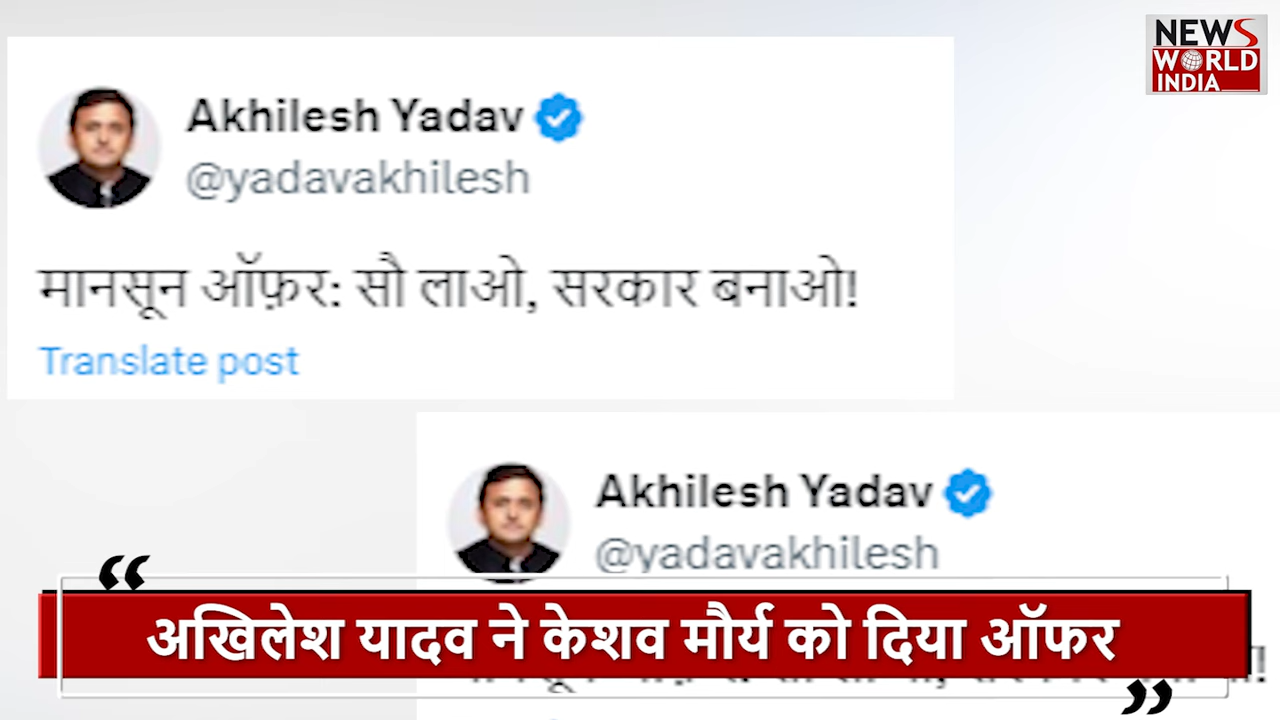 NEWS
WORLD
INDIA
Akhilesh Yadav
@yadavakhilesh
मानसून ऑफ़र: सौ लाओ, सरकार बनाओ!
Translate post
Akhilesh Yadav
@yadavakhilesh
अखिलेश यादव ने केशव मौर्य को दिया ऑफर